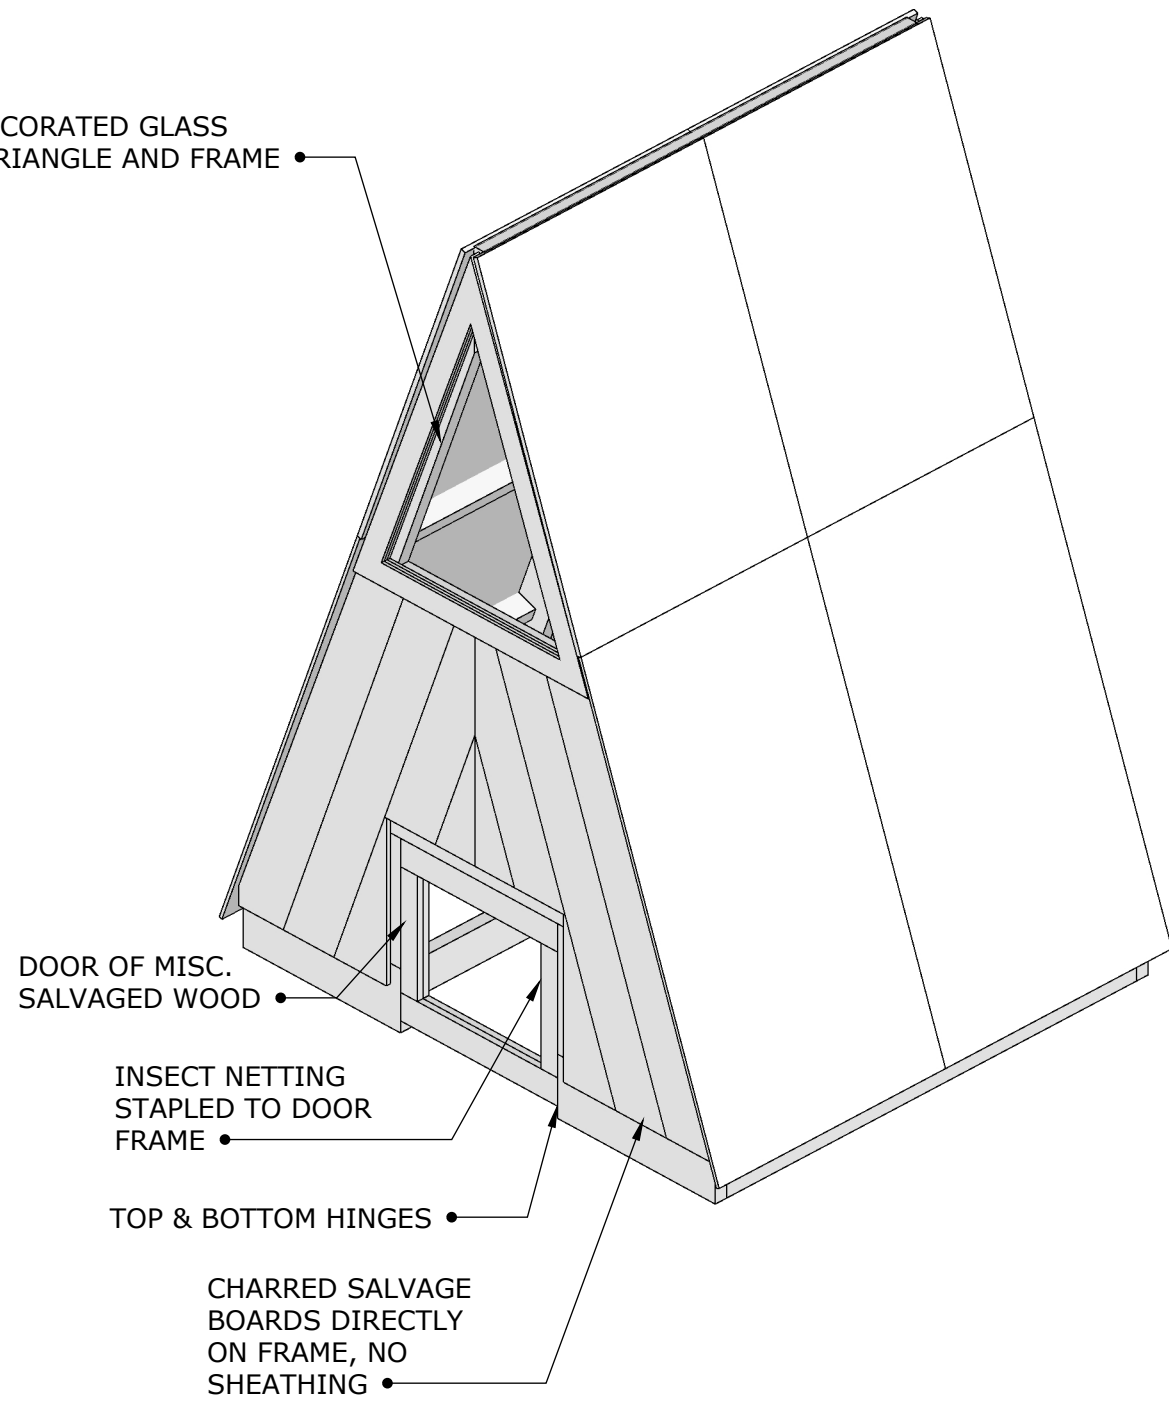 CORATED GLASS
RIANGLE AND FRAME
DOOR OF MISC.
SALVAGED WOOD
INSECT NETTING
STAPLED TO DOOR
FRAME
TOP & BOTTOM HINGES
CHARRED SALVAGE
BOARDS DIRECTLY
ON FRAME, NO
SHEATHING